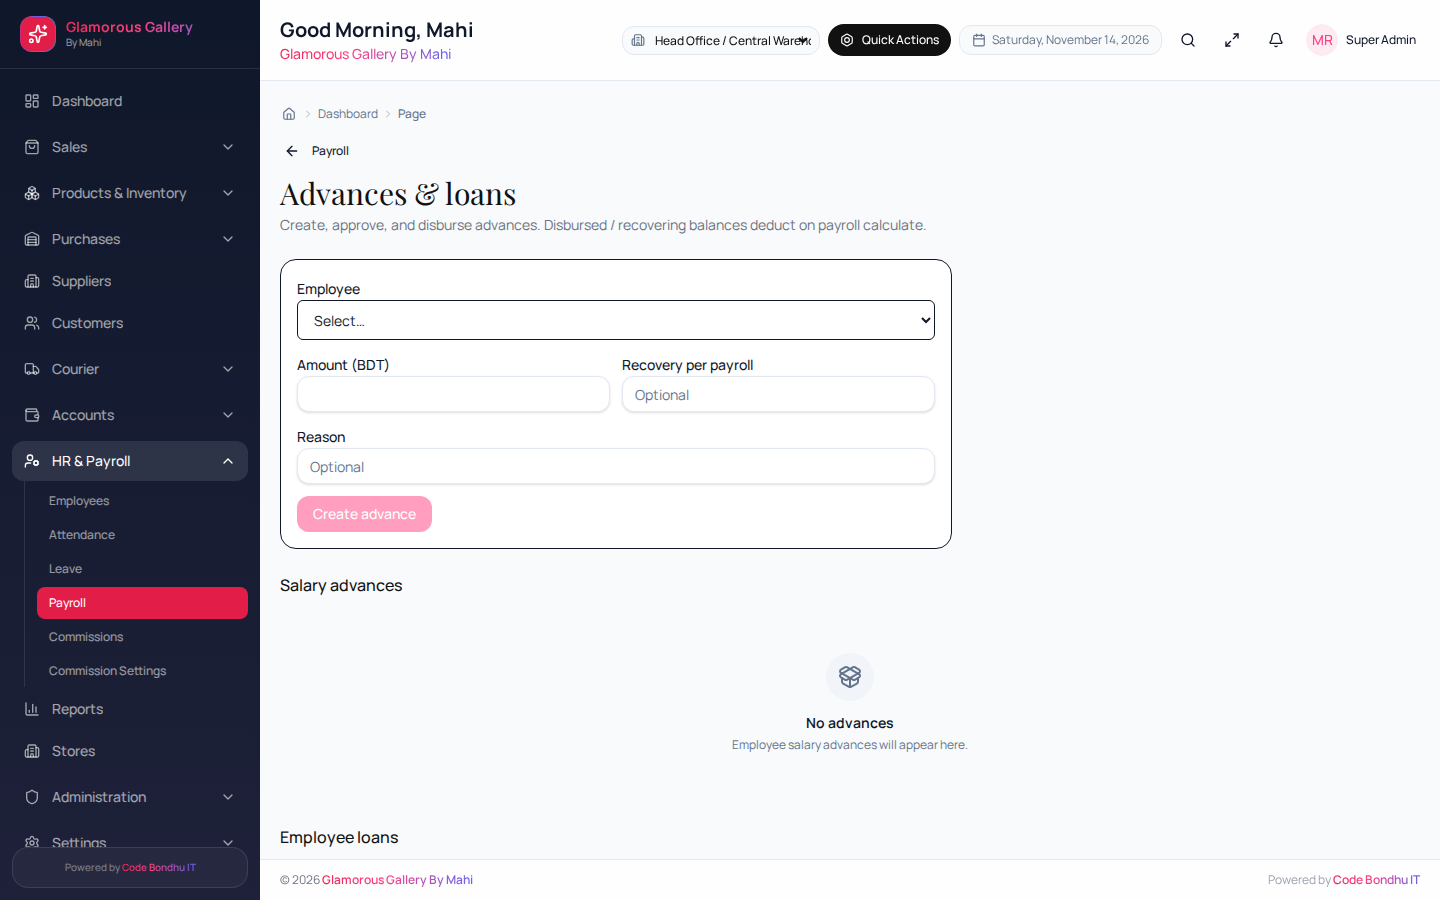 Glamorous Gallery
By Mahi
Dashboard
Sales
Products & Inventory
Purchases
Suppliers
Customers
Courier
Accounts
HR & Payroll
Employees
Attendance
Leave
Payroll
Commissions
Commission Settings
Reports
Stores
Administration
Settings
Powered by Code Bondhu IT
Good Morning, Mahi
Glamorous Gallery By Mahi
Head Office / Central
Quick Actions
Saturday, November 14, 2026
MR
Super Admin
Dashboard
Page
Payroll
Advances & loans
Create, approve, and disburse advances. Disbursed / recovering balances deduct on payroll calculate.
Employee
Select...
Amount (BDT)
Recovery per payroll
Optional
Reason
Optional
Create advance
Salary advances
No advances
Employee salary advances will appear here.
Employee loans
© 2026 Glamorous Gallery By Mahi
Powered by Code Bondhu IT